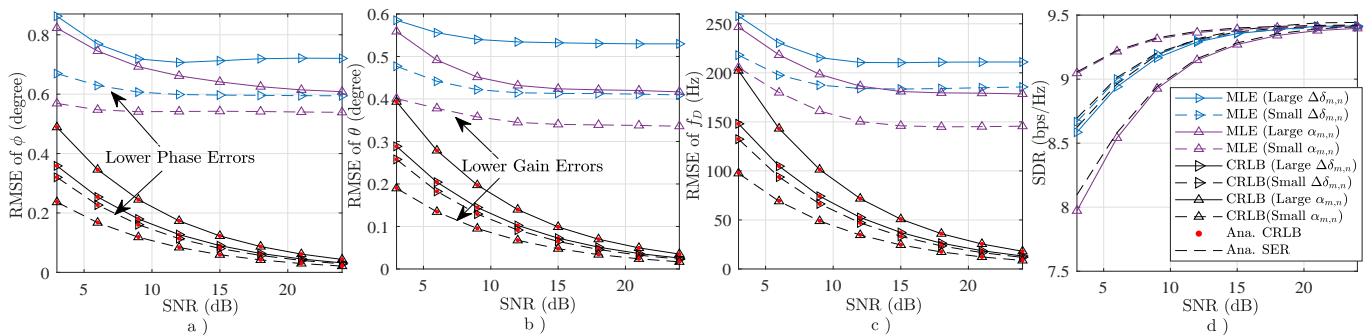 RMSE of ϕ (degree)
0.8
0.6
0.4
0.2
0
5
10
15
20
SNR (dB)
a )
Lower Phase Errors
RMSE of θ (degree)
0.6
0.5
0.4
0.3
0.2
0.1
0
5
10
15
20
SNR (dB)
b )
Lower Gain Errors
RMSE of f_D (Hz)
250
200
150
100
50
0
5
10
15
20
SNR (dB)
c )
SDR (bps/Hz)
9.5
9
8.5
8
7.5
5
10
15
20
SNR (dB)
d )
MLE (Large Δδ_{m,n})
MLE (Small Δδ_{m,n})
MLE (Large α_{m,n})
MLE (Small α_{m,n})
CRLB (Large Δδ_{m,n})
CRLB(Small Δδ_{m,n})
CRLB (Large α_{m,n})
CRLB(Small α_{m,n})
Ana. CRLB
Ana. SER